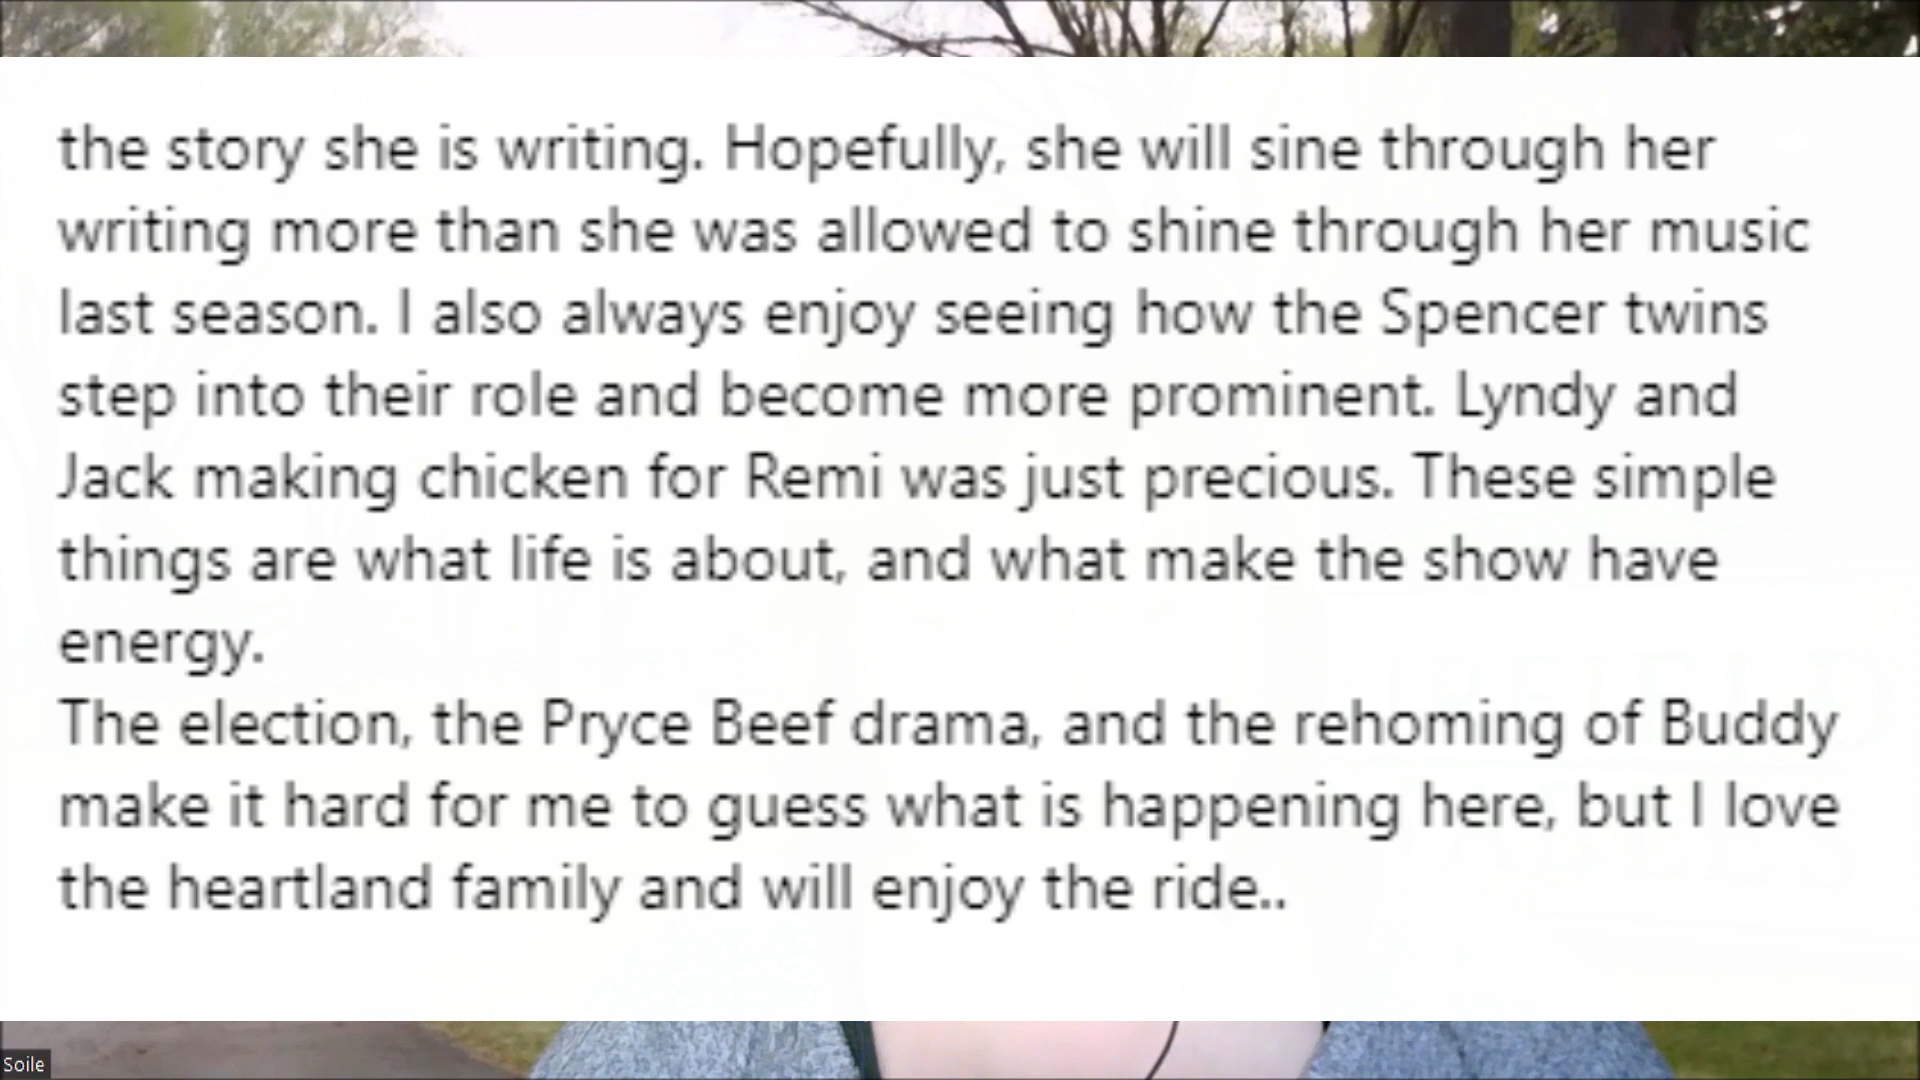 the story she is writing. Hopefully, she will sine through her
writing more than she was allowed to shine through her music
last season. I also always enjoy seeing how the Spencer twins
step into their role and become more prominent. Lyndy and
Jack making chicken for Remi was just precious. These simple
things are what life is about, and what make the show have
energy.
The election, the Pryce Beef drama, and the rehoming of Buddy
make it hard for me to guess what is happening here, but I love
the heartland family and will enjoy the ride..
Soile